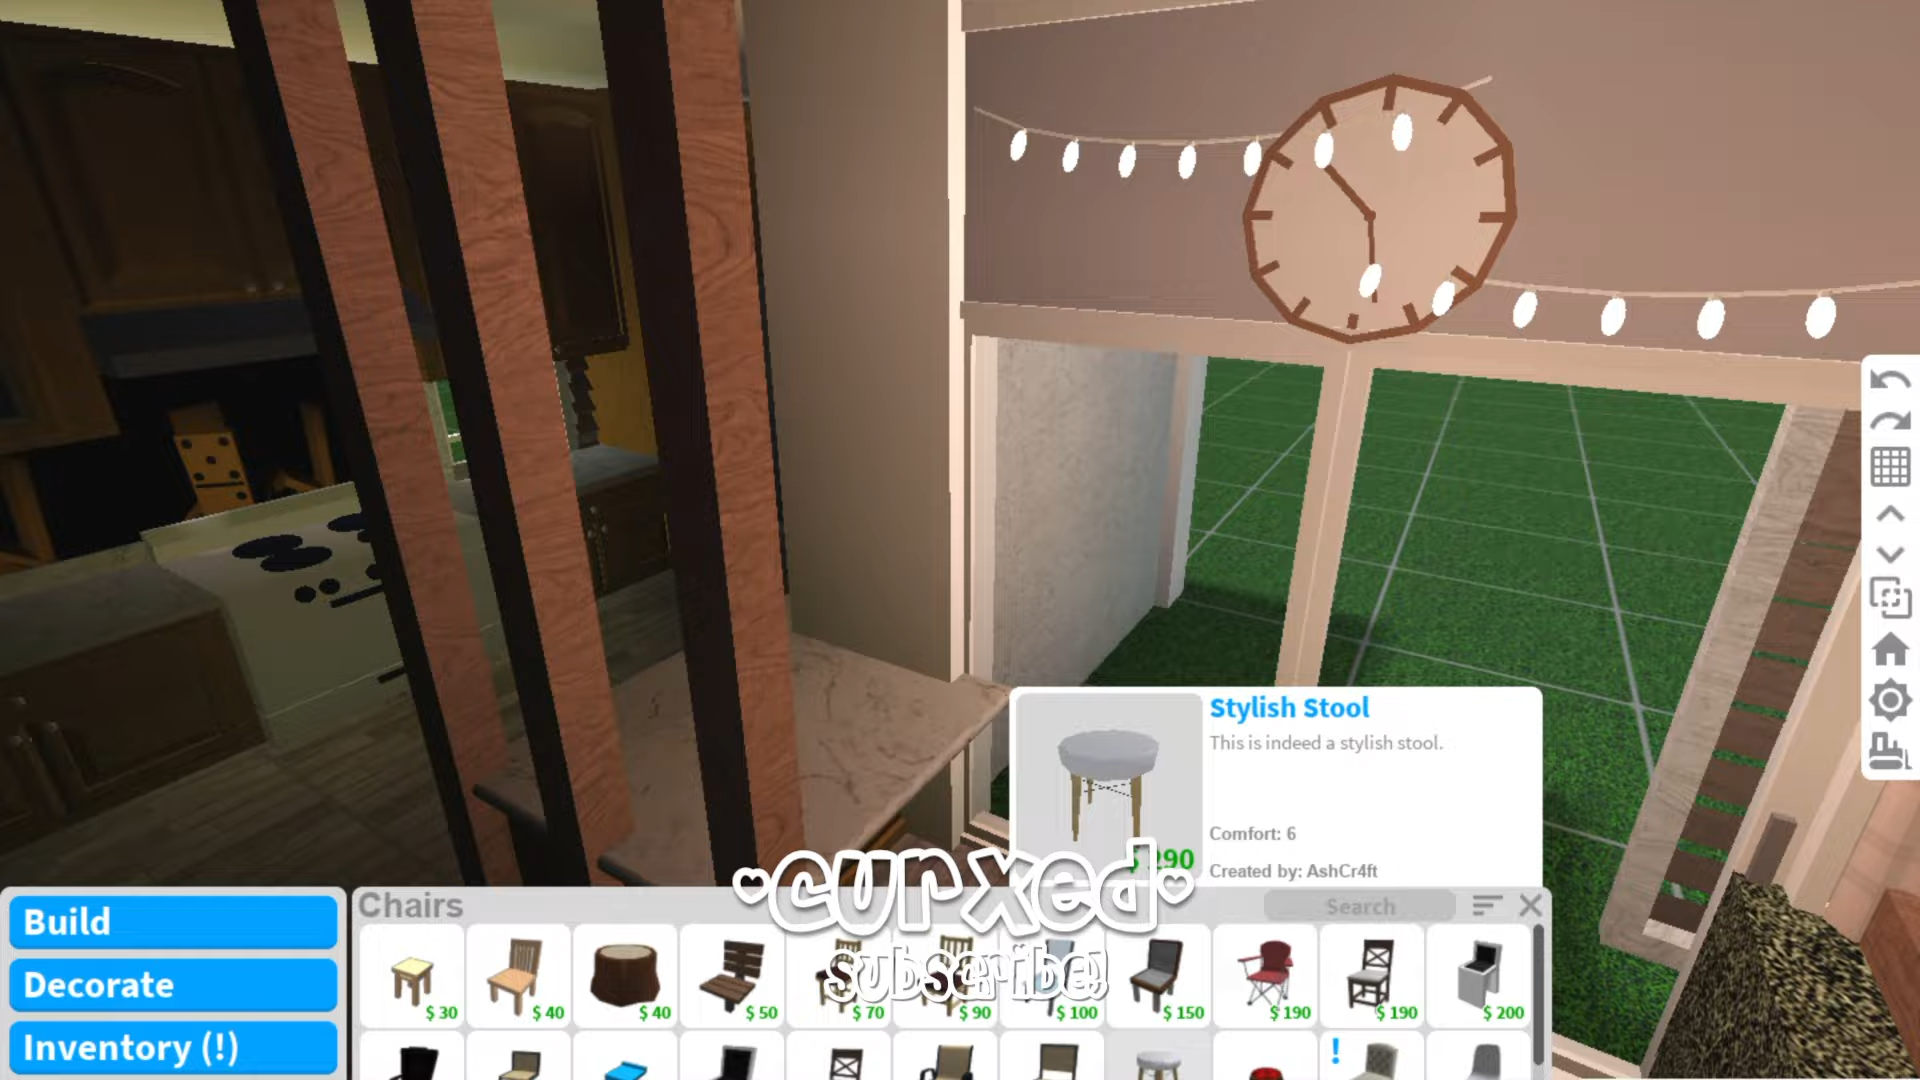 Stylish Stool
This is indeed a stylish stool.
Comfort: 6
$ 290
Created by: AshCr4ft
•curxed•
subscribe!
Build
Decorate
Inventory (!)
Chairs
Search
$ 30
$ 40
$ 40
$ 50
$ 70
$ 90
$ 100
$ 150
$ 190
$ 190
$ 200
!